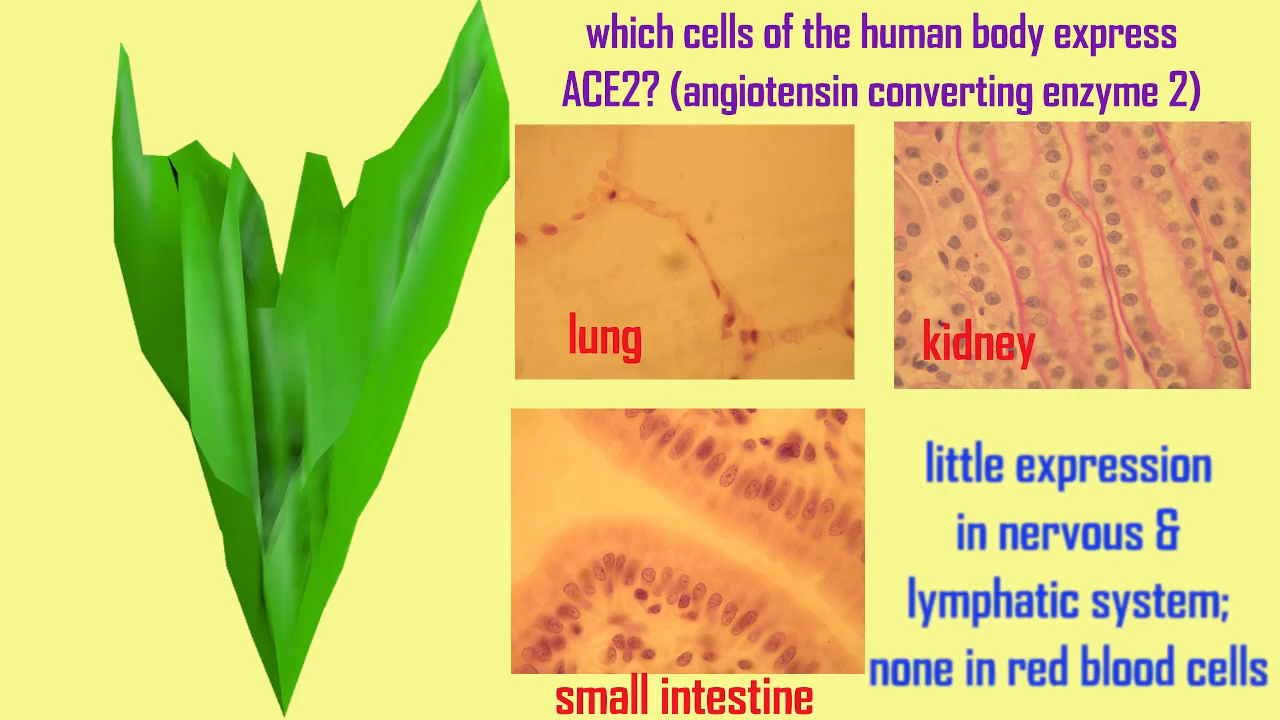 which cells of the human body express
ACE2? (angiotensin converting enzyme 2)
lung
kidney
small intestine
little expression
in nervous &
lymphatic system;
none in red blood cells